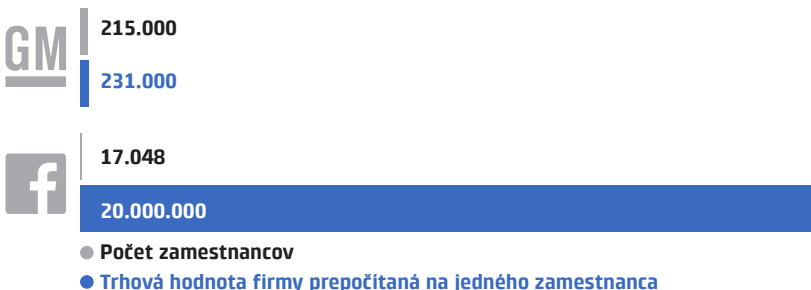 GM
215.000
231.000
f
17.048
20.000.000
Počet zamestnancov
Trhová hodnota firmy prepočítaná na jedného zamestnanca